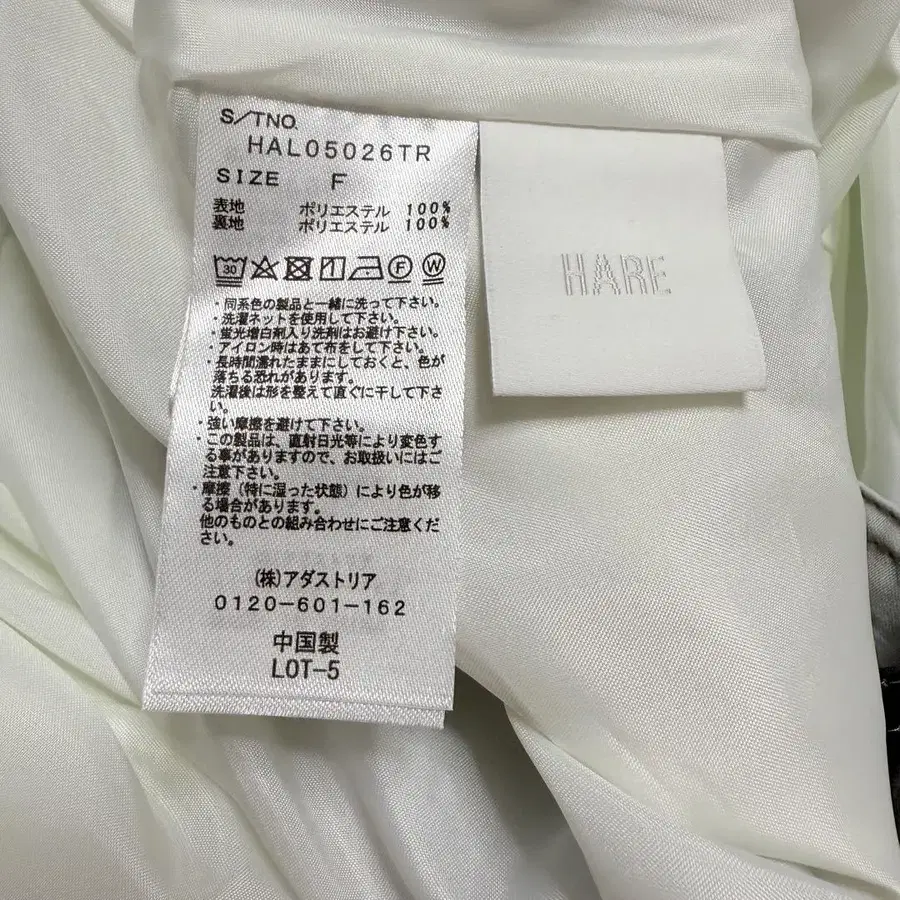 S/TNO.
HAL05026TR
SIZE F
表地 ポリエステル 100%
裏地 ポリエステル 100%
30 F W
・同系色の製品と一緒に洗って下さい。
・洗濯ネットを使用して下さい。
・蛍光増白剤入り洗剤はお避け下さい。
・アイロン時はあて布をして下さい。
・長時間濡れたままにしておくと、色が
落ちる恐れがあります。
洗濯後は形を整えて直ぐに干して下さ
い。
・強い摩擦を避けて下さい。
・この製品は、直射日光等により変色す
る事がありますので、お取扱いにはご
注意下さい。
・摩擦（特に湿った状態）により色が移
る場合があります。
他のものとの組み合わせにご注意くだ
さい。
(株)アダストリア
0120-601-162
中国製
LOT-5
HARE